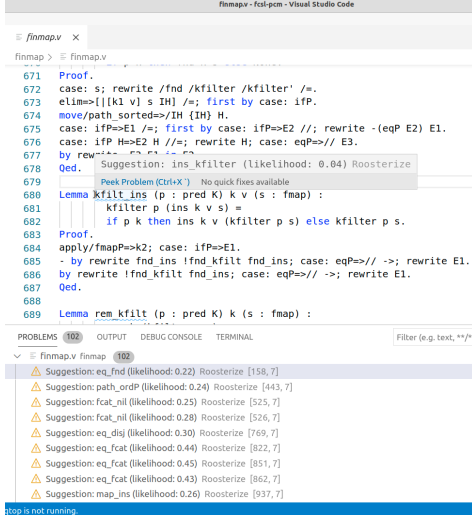 finmap.v - fcsl-pcm - Visual Studio Code
finmap.v ×
finmap > finmap.v
671 Proof.
672 case: s; rewrite /fnd /kfilter /kfilter' /=.
673 elim=>[|[k1 v] s IH] /=; first by case: ifP.
674 move/path_sorted=>/IH {IH} H.
675 case: ifP=>E1 /=; first by case: ifP=>E2 //; rewrite -(eqP E2) E1.
676 case: ifP H=>E2 H //=; rewrite H; case: eqP=>// E3.
677 by rew
678 Qed.
Suggestion: ins_kfilter (likelihood: 0.04) Roosterize
Peek Problem (Ctrl+X `) No quick fixes available
679
680 Lemma kfilt_ins (p : pred K) k v (s : fmap) :
681 kfilter p (ins k v s) =
682 if p k then ins k v (kfilter p s) else kfilter p s.
683 Proof.
684 apply/fmapP=>k2; case: ifP=>E1.
685 - by rewrite fnd_ins !fnd_kfilt fnd_ins; case: eqP=>// ->; rewrite E1.
686 by rewrite !fnd_kfilt fnd_ins; case: eqP=>// ->; rewrite E1.
687 Qed.
688
689 Lemma rem_kfilt (p : pred K) k (s : fmap) :
PROBLEMS 102 OUTPUT DEBUG CONSOLE TERMINAL Filter (e.g. text, **/*
finmap.v finmap 102
Suggestion: eq_fnd (likelihood: 0.22) Roosterize [158, 7]
Suggestion: path_ordP (likelihood: 0.24) Roosterize [443, 7]
Suggestion: fcat_nil (likelihood: 0.25) Roosterize [525, 7]
Suggestion: fcat_nil (likelihood: 0.28) Roosterize [526, 7]
Suggestion: eq_disj (likelihood: 0.30) Roosterize [769, 7]
Suggestion: eq_fcat (likelihood: 0.44) Roosterize [822, 7]
Suggestion: eq_fcat (likelihood: 0.45) Roosterize [851, 7]
Suggestion: eq_fcat (likelihood: 0.43) Roosterize [862, 7]
Suggestion: map_ins (likelihood: 0.26) Roosterize [937, 7]
qtop is not running.